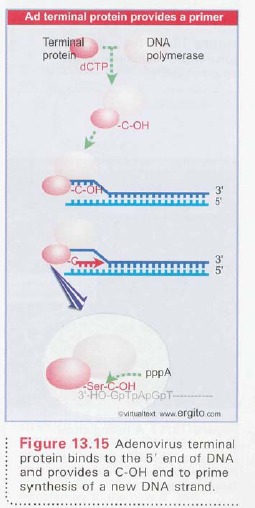 Ad terminal protein provides a primer
Terminal protein
DNA polymerase
dCTP
-C-OH
-C-OH
3'
5'
-C
3'
5'
pppA
-Ser-C-OH
3'-HO-GpTpApGpT-----------
©virtualtext www.ergito.com
Figure 13.15 Adenovirus terminal
protein binds to the 5' end of DNA
and provides a C-OH end to prime
synthesis of a new DNA strand.